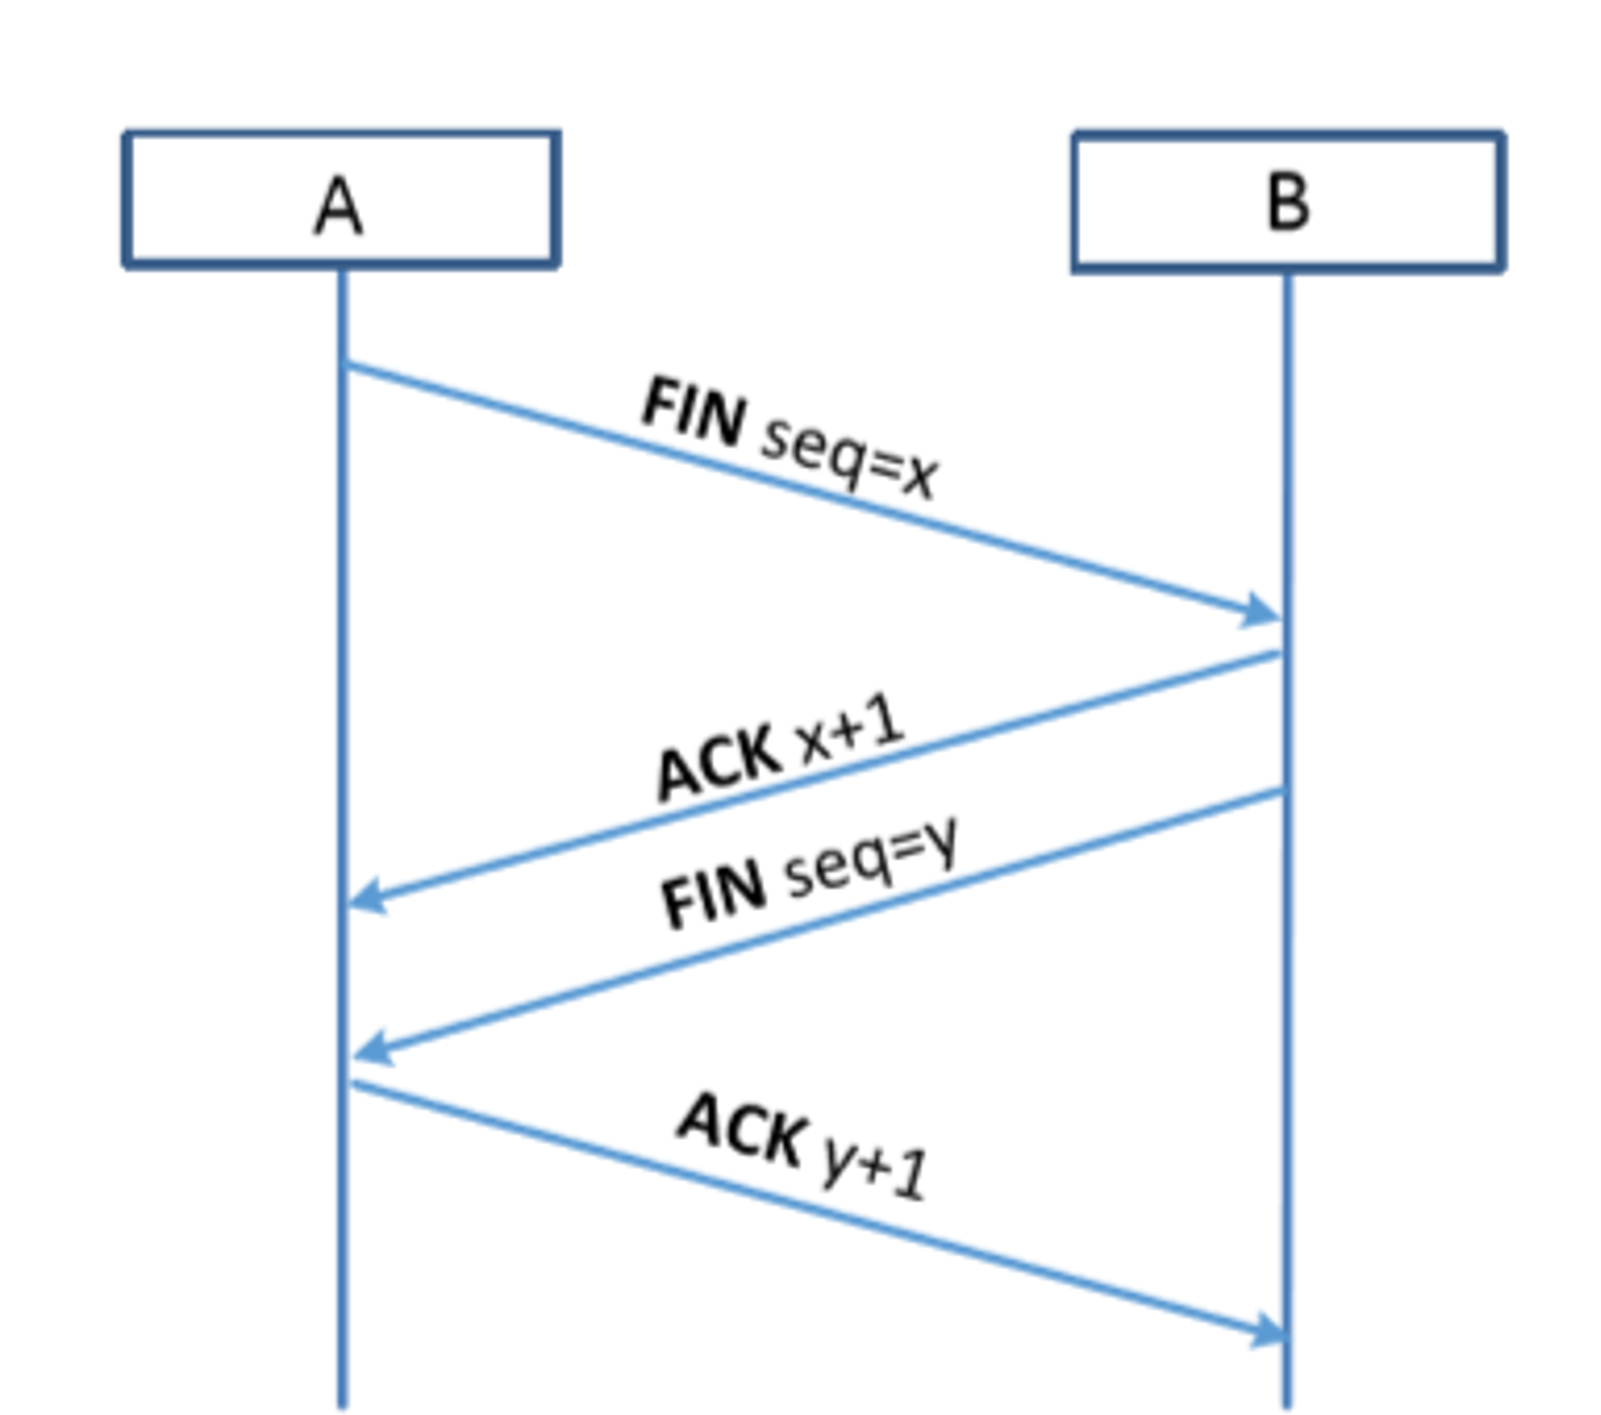 A
B
FIN seq=x
ACK x+1
FIN seq=y
ACK y+1